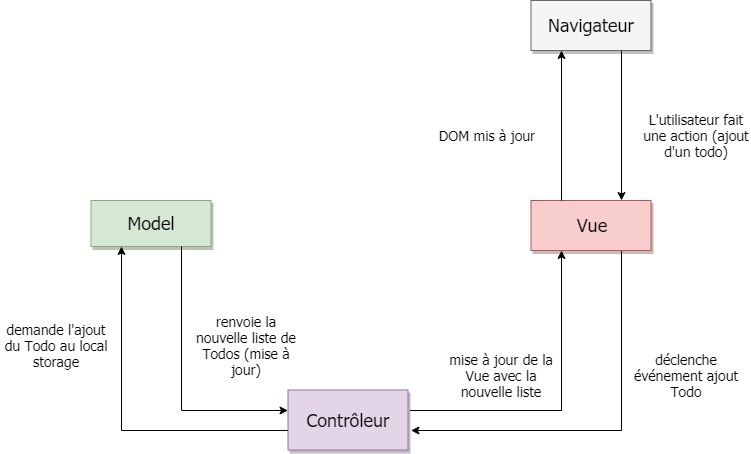 Navigateur
DOM mis à jour
L'utilisateur fait
une action (ajout
d'un todo)
Model
Vue
demande l'ajout
du Todo au local
storage
renvoie la
nouvelle liste de
Todos (mise à
jour)
mise à jour de la
Vue avec la
nouvelle liste
déclenche
événement ajout
Todo
Contrôleur